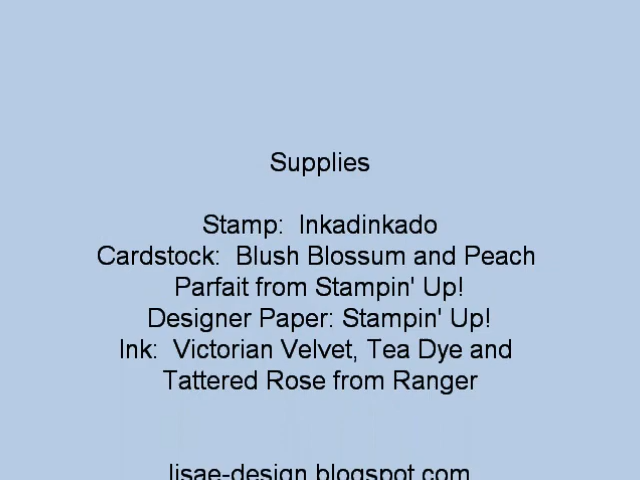 Supplies
Stamp:  Inkadinkado
Cardstock:  Blush Blossum and Peach
Parfait from Stampin' Up!
Designer Paper: Stampin' Up!
Ink:  Victorian Velvet, Tea Dye and
Tattered Rose from Ranger
lisae-design.blogspot.com